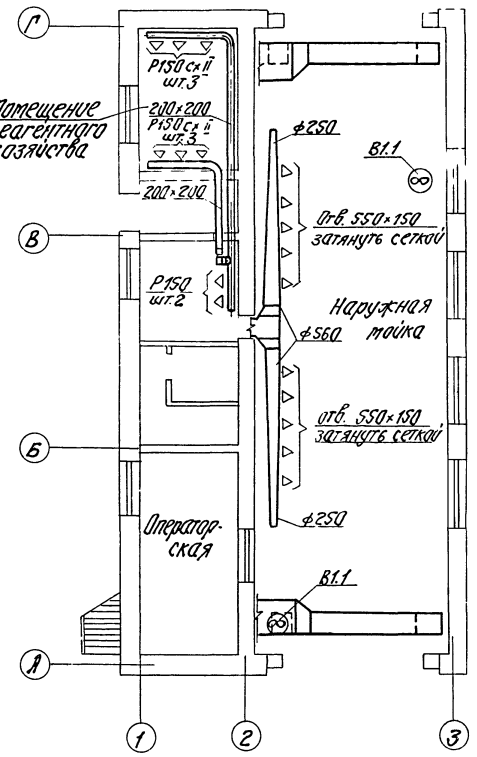 Г
Р150 сх II
шт.3
Помещение
реагентного
хозяйства
200×200
Р150 сх II
шт.3
200×200
ф250
В1.1
Отв. 550×150
затянуть сеткой
В
Р150
шт.2
Наружная
мойка
ф560
отв. 550×150
затянуть сеткой
Б
Оператор-
ская
ф250
В1.1
А
1
2
3